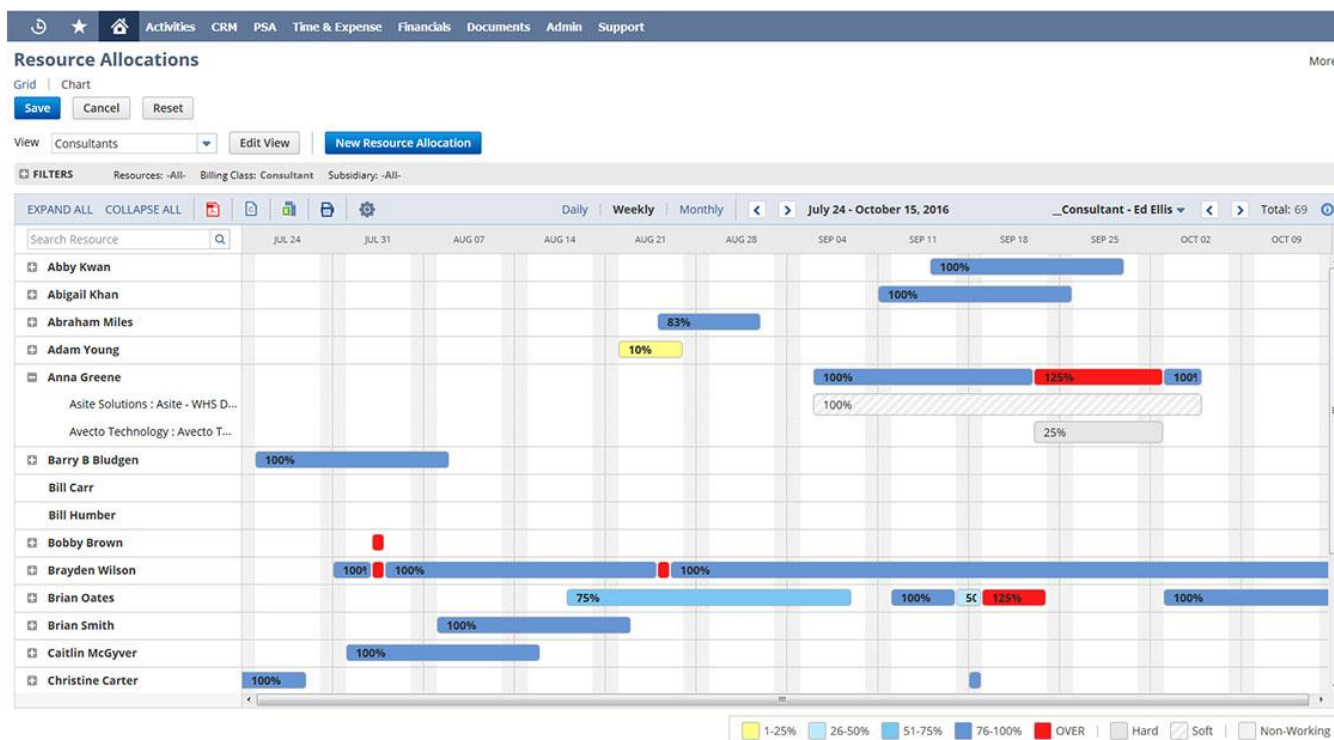 Activities CRM PSA Time & Expense Financials Documents Admin Support
Resource Allocations
More
Grid | Chart
Save Cancel Reset
View Consultants Edit View New Resource Allocation
FILTERS Resources: -All- Billing Class: Consultant Subsidiary: -All-
EXPAND ALL COLLAPSE ALL Daily | Weekly | Monthly July 24 - October 15, 2016 __Consultant - Ed Ellis Total: 69
Search Resource JUL 24 JUL 31 AUG 07 AUG 14 AUG 21 AUG 28 SEP 04 SEP 11 SEP 18 SEP 25 OCT 02 OCT 09
Abby Kwan 100%
Abigail Khan 100%
Abraham Miles 83%
Adam Young 10%
Anna Greene 100% 125% 100%
Asite Solutions : Asite - WHS D... 100%
Avecto Technology : Avecto T... 25%
Barry B Bludgen 100%
Bill Carr
Bill Humber
Bobby Brown
Brayden Wilson 100% 100% 100%
Brian Oates 75% 100% 50 125% 100%
Brian Smith 100%
Caitlin McGyver 100%
Christine Carter 100%
1-25% 26-50% 51-75% 76-100% OVER | Hard Soft | Non-Working